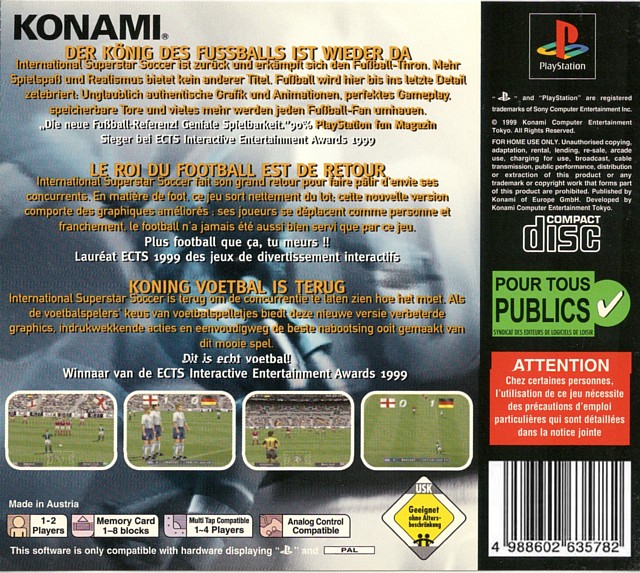 KONAMI®
DER KÖNIG DES FUSSBALLS IST WIEDER DA
International Superstar Soccer ist zurück und erkämpft sich den Fußball-Thron. Mehr
Spielspaß und Realismus bietet kein anderer Titel. Fußball wird hier bis ins letzte Detail
zelebriert: Unglaublich authentische Grafik und Animationen, perfektes Gameplay,
speicherbare Tore und vieles mehr werden jeden Fußball-Fan umhauen.
„Die neue Fußball-Referenz! Geniale Spielbarkeit." 90% PlayStation fun Magazin
Sieger bei ECTS Interactive Entertainment Awards 1999
LE ROI DU FOOTBALL EST DE RETOUR
International Superstar Soccer fait son grand retour pour faire pâlir d'envie ses
concurrents. En matière de foot, ce jeu sort nettement du lot: cette nouvelle version
comporte des graphiques améliorés ; ses joueurs se déplacent comme personne et
franchement, le football n'a jamais été aussi bien servi que par ce jeu.
Plus football que ça, tu meurs !!
Lauréat ECTS 1999 des jeux de divertissement interactifs
KONING VOETBAL IS TERUG
International Superstar Soccer is terug om de concurrentie te laten zien hoe het moet. Als
de voetbalspelers' keus van voetbalspelletjes biedt deze nieuwe versie verbeterde
graphics, indrukwekkende acties en eenvoudigweg de beste nabootsing ooit gemaakt van
dit mooie spel.
Dit is echt voetbal!
Winnaar van de ECTS Interactive Entertainment Awards 1999
0 0
0 1
Made in Austria
1-2
Players
Memory Card
1–8 blocks
Multi Tap Compatible
1–4 Players
Analog Control
Compatible
This software is only compatible with hardware displaying " " and PAL
USK
Geeignet
ohne Alters-
beschränkung
PlayStation
" " and "PlayStation" are registered
trademarks of Sony Computer Entertainment Inc.
© 1999 Konami Computer Entertainment
Tokyo. All Rights Reserved.
FOR HOME USE ONLY. Unauthorised copying,
adaptation, rental, lending, re-sale, arcade
use, charging for use, broadcast, cable
transmission, public performance, distribution
or extraction of this product or any
trademark or copyright work that forms part
of this product are prohibited. Published by
Konami of Europe GmbH. Developed by
Konami Computer Entertainment Tokyo.
COMPACT
disc
POUR TOUS
PUBLICS
SYNDICAT DES EDITEURS DE LOGICIELS DE LOISIR
ATTENTION
Chez certaines personnes,
l'utilisation de ce jeu nécessite
des précautions d'emploi
particulières qui sont détaillées
dans la notice jointe
4 988602 635782